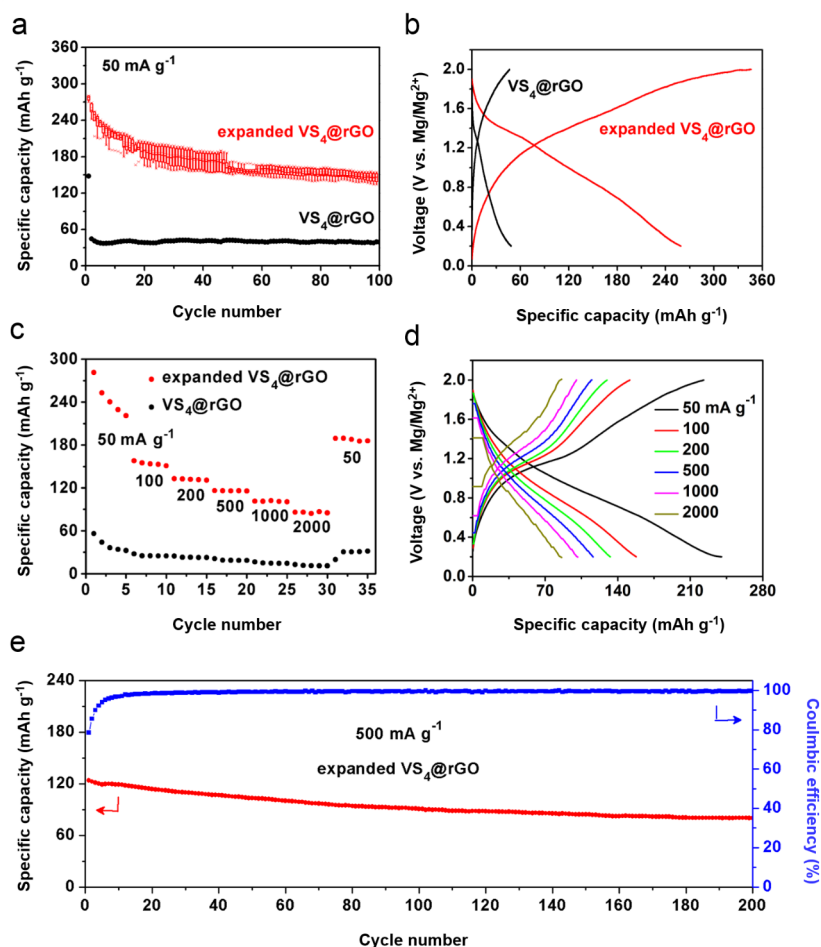 a
360
300
240
180
120
60
0
Specific capacity (mAh g⁻¹)
50 mA g⁻¹
expanded VS₄@rGO
VS₄@rGO
0 20 40 60 80 100
Cycle number
b
2.4
2.0
1.6
1.2
0.8
0.4
0.0
Voltage (V vs. Mg/Mg²⁺)
VS₄@rGO
expanded VS₄@rGO
0 60 120 180 240 300 360
Specific capacity (mAh g⁻¹)
c
300
240
180
120
60
0
Specific capacity (mAh g⁻¹)
expanded VS₄@rGO
VS₄@rGO
50 mA g⁻¹
100
200
500
1000
2000
50
0 5 10 15 20 25 30 35
Cycle number
d
2.0
1.6
1.2
0.8
0.4
0.0
Voltage (V vs. Mg/Mg²⁺)
50 mA g⁻¹
100
200
500
1000
2000
0 70 140 210 280
Specific capacity (mAh g⁻¹)
e
240
180
120
60
0
Specific capacity (mAh g⁻¹)
500 mA g⁻¹
expanded VS₄@rGO
100
80
60
40
20
0
Coulmbic efficiency (%)
0 20 40 60 80 100 120 140 160 180 200
Cycle number